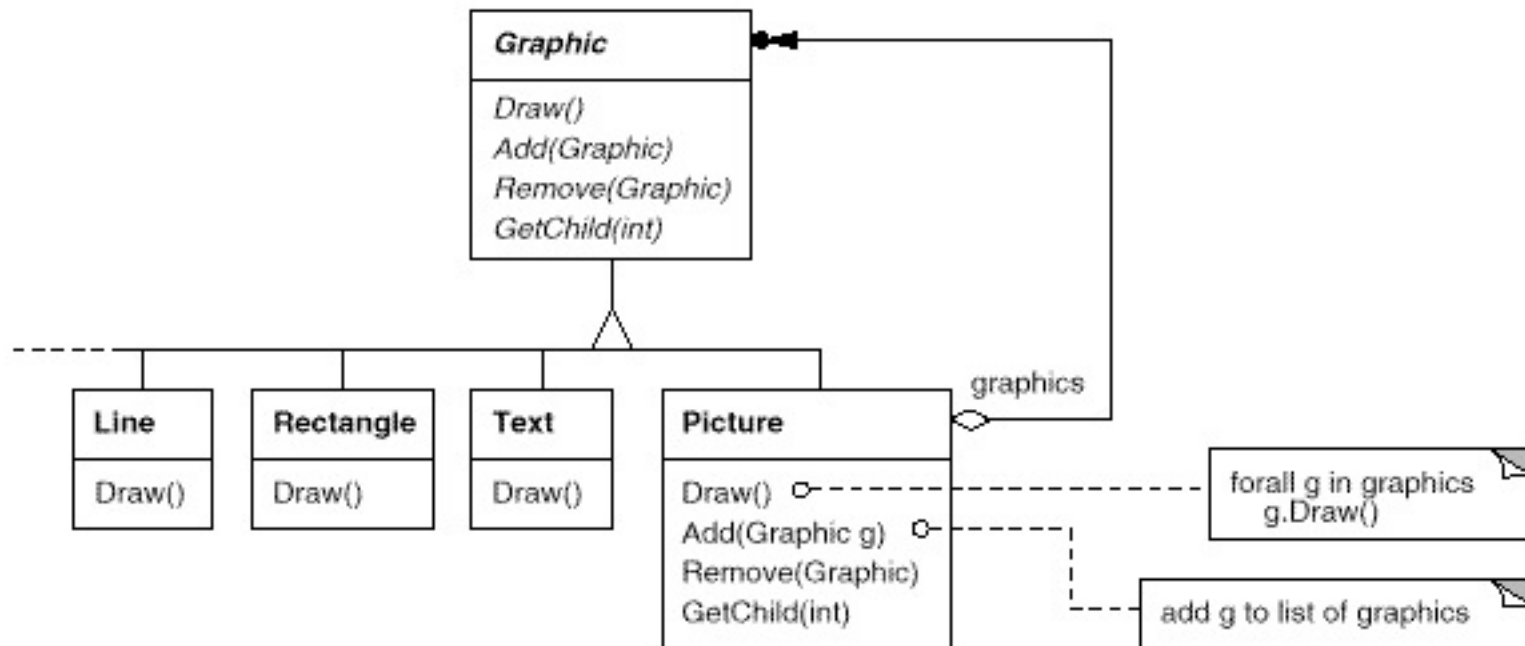 Graphic
Draw()
Add(Graphic)
Remove(Graphic)
GetChild(int)
graphics
Line
Draw()
Rectangle
Draw()
Text
Draw()
Picture
Draw()
Add(Graphic g)
Remove(Graphic)
GetChild(int)
forall g in graphics
g.Draw()
add g to list of graphics